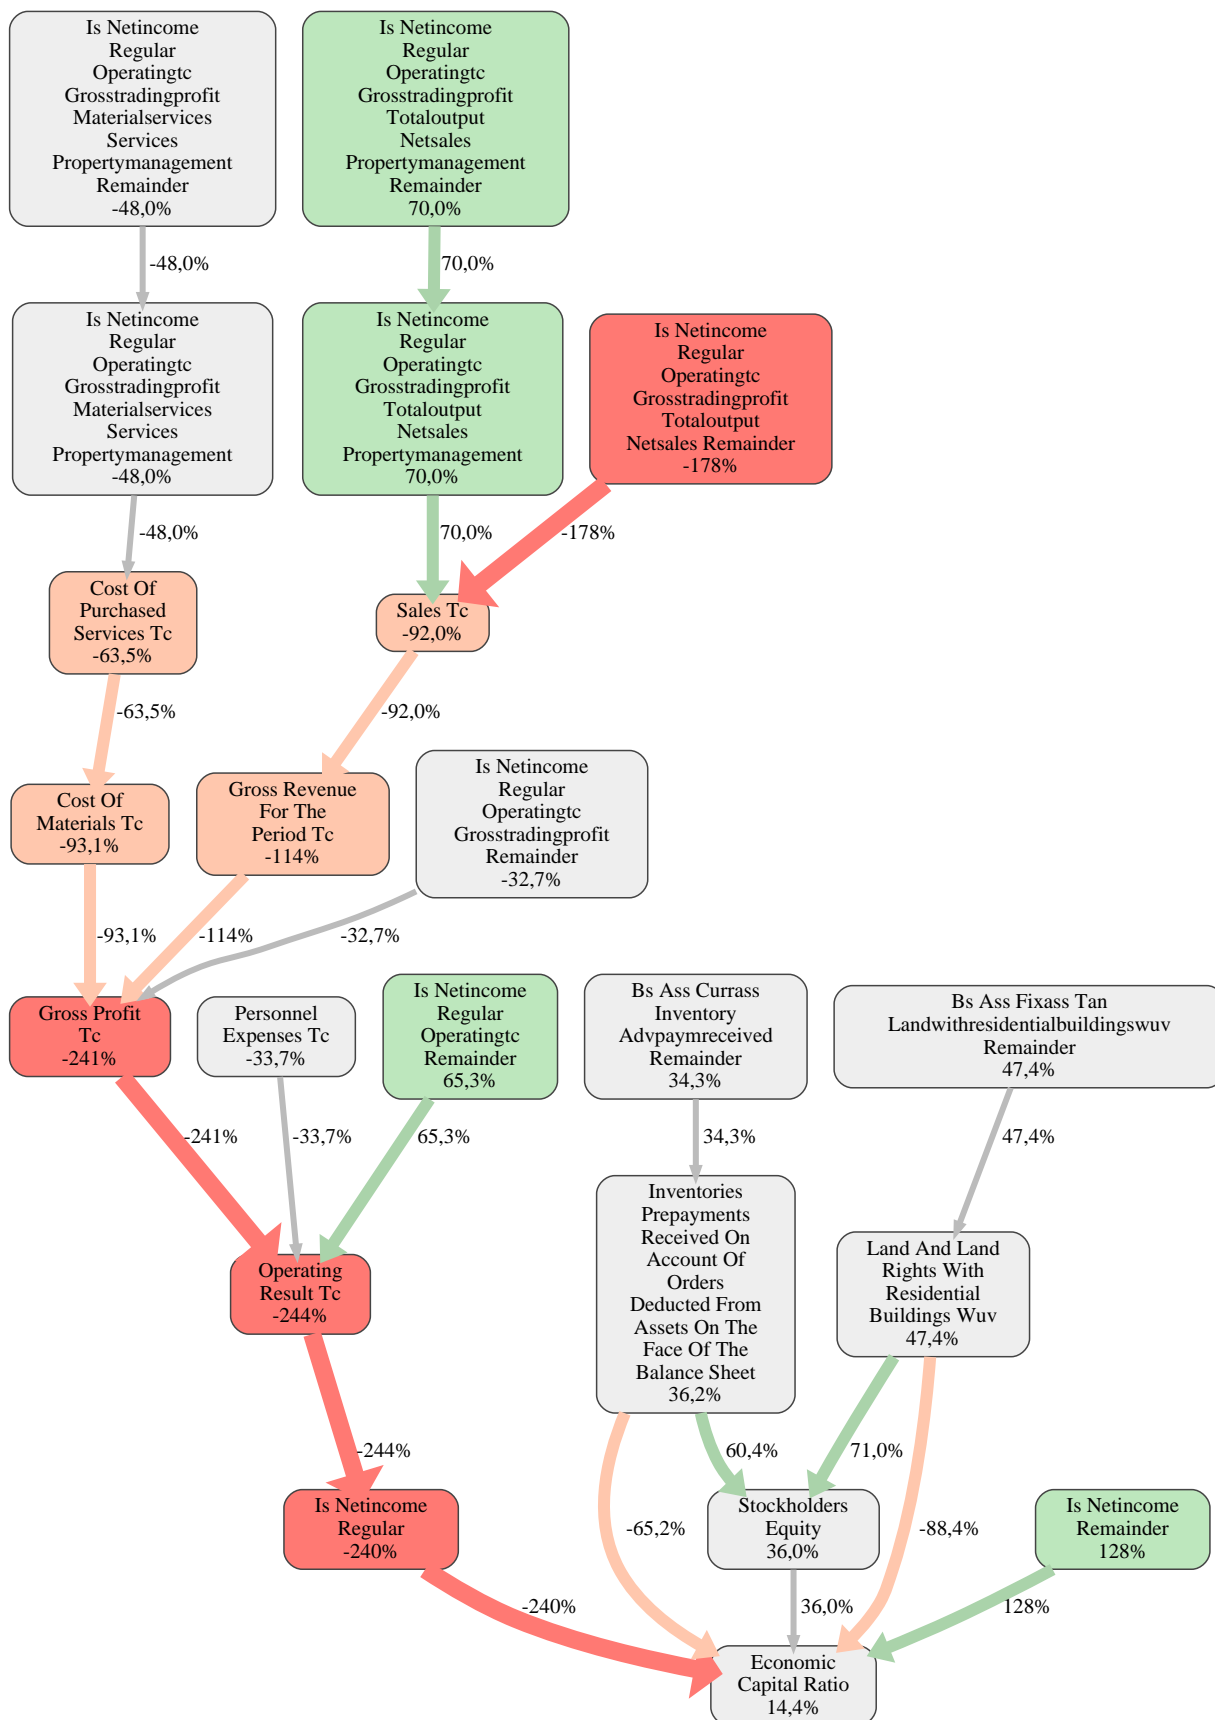 Is Netincome
Regular
Operatingtc
Grosstradingprofit
Materialservices
Services
Propertymanagement
Remainder
-48,0%
Is Netincome
Regular
Operatingtc
Grosstradingprofit
Totaloutput
Netsales
Propertymanagement
Remainder
70,0%
-48,0%
70,0%
Is Netincome
Regular
Operatingtc
Grosstradingprofit
Materialservices
Services
Propertymanagement
-48,0%
Is Netincome
Regular
Operatingtc
Grosstradingprofit
Totaloutput
Netsales
Propertymanagement
70,0%
Is Netincome
Regular
Operatingtc
Grosstradingprofit
Totaloutput
Netsales Remainder
-178%
-48,0%
70,0%
-178%
Cost Of
Purchased
Services Tc
-63,5%
Sales Tc
-92,0%
-63,5%
-92,0%
Cost Of
Materials Tc
-93,1%
Gross Revenue
For The
Period Tc
-114%
Is Netincome
Regular
Operatingtc
Grosstradingprofit
Remainder
-32,7%
-93,1%
-114%
-32,7%
Gross Profit
Tc
-241%
Personnel
Expenses Tc
-33,7%
Is Netincome
Regular
Operatingtc
Remainder
65,3%
Bs Ass Currass
Inventory
Advpaymreceived
Remainder
34,3%
Bs Ass Fixass Tan
Landwithresidentialbuildingswuv
Remainder
47,4%
-241%
-33,7%
65,3%
34,3%
47,4%
Operating
Result Tc
-244%
Inventories
Prepayments
Received On
Account Of
Orders
Deducted From
Assets On The
Face Of The
Balance Sheet
36,2%
Land And Land
Rights With
Residential
Buildings Wuv
47,4%
-244%
60,4%
71,0%
Is Netincome
Regular
-240%
-65,2%
Stockholders
Equity
36,0%
-88,4%
Is Netincome
Remainder
128%
-240%
36,0%
128%
Economic
Capital Ratio
14,4%